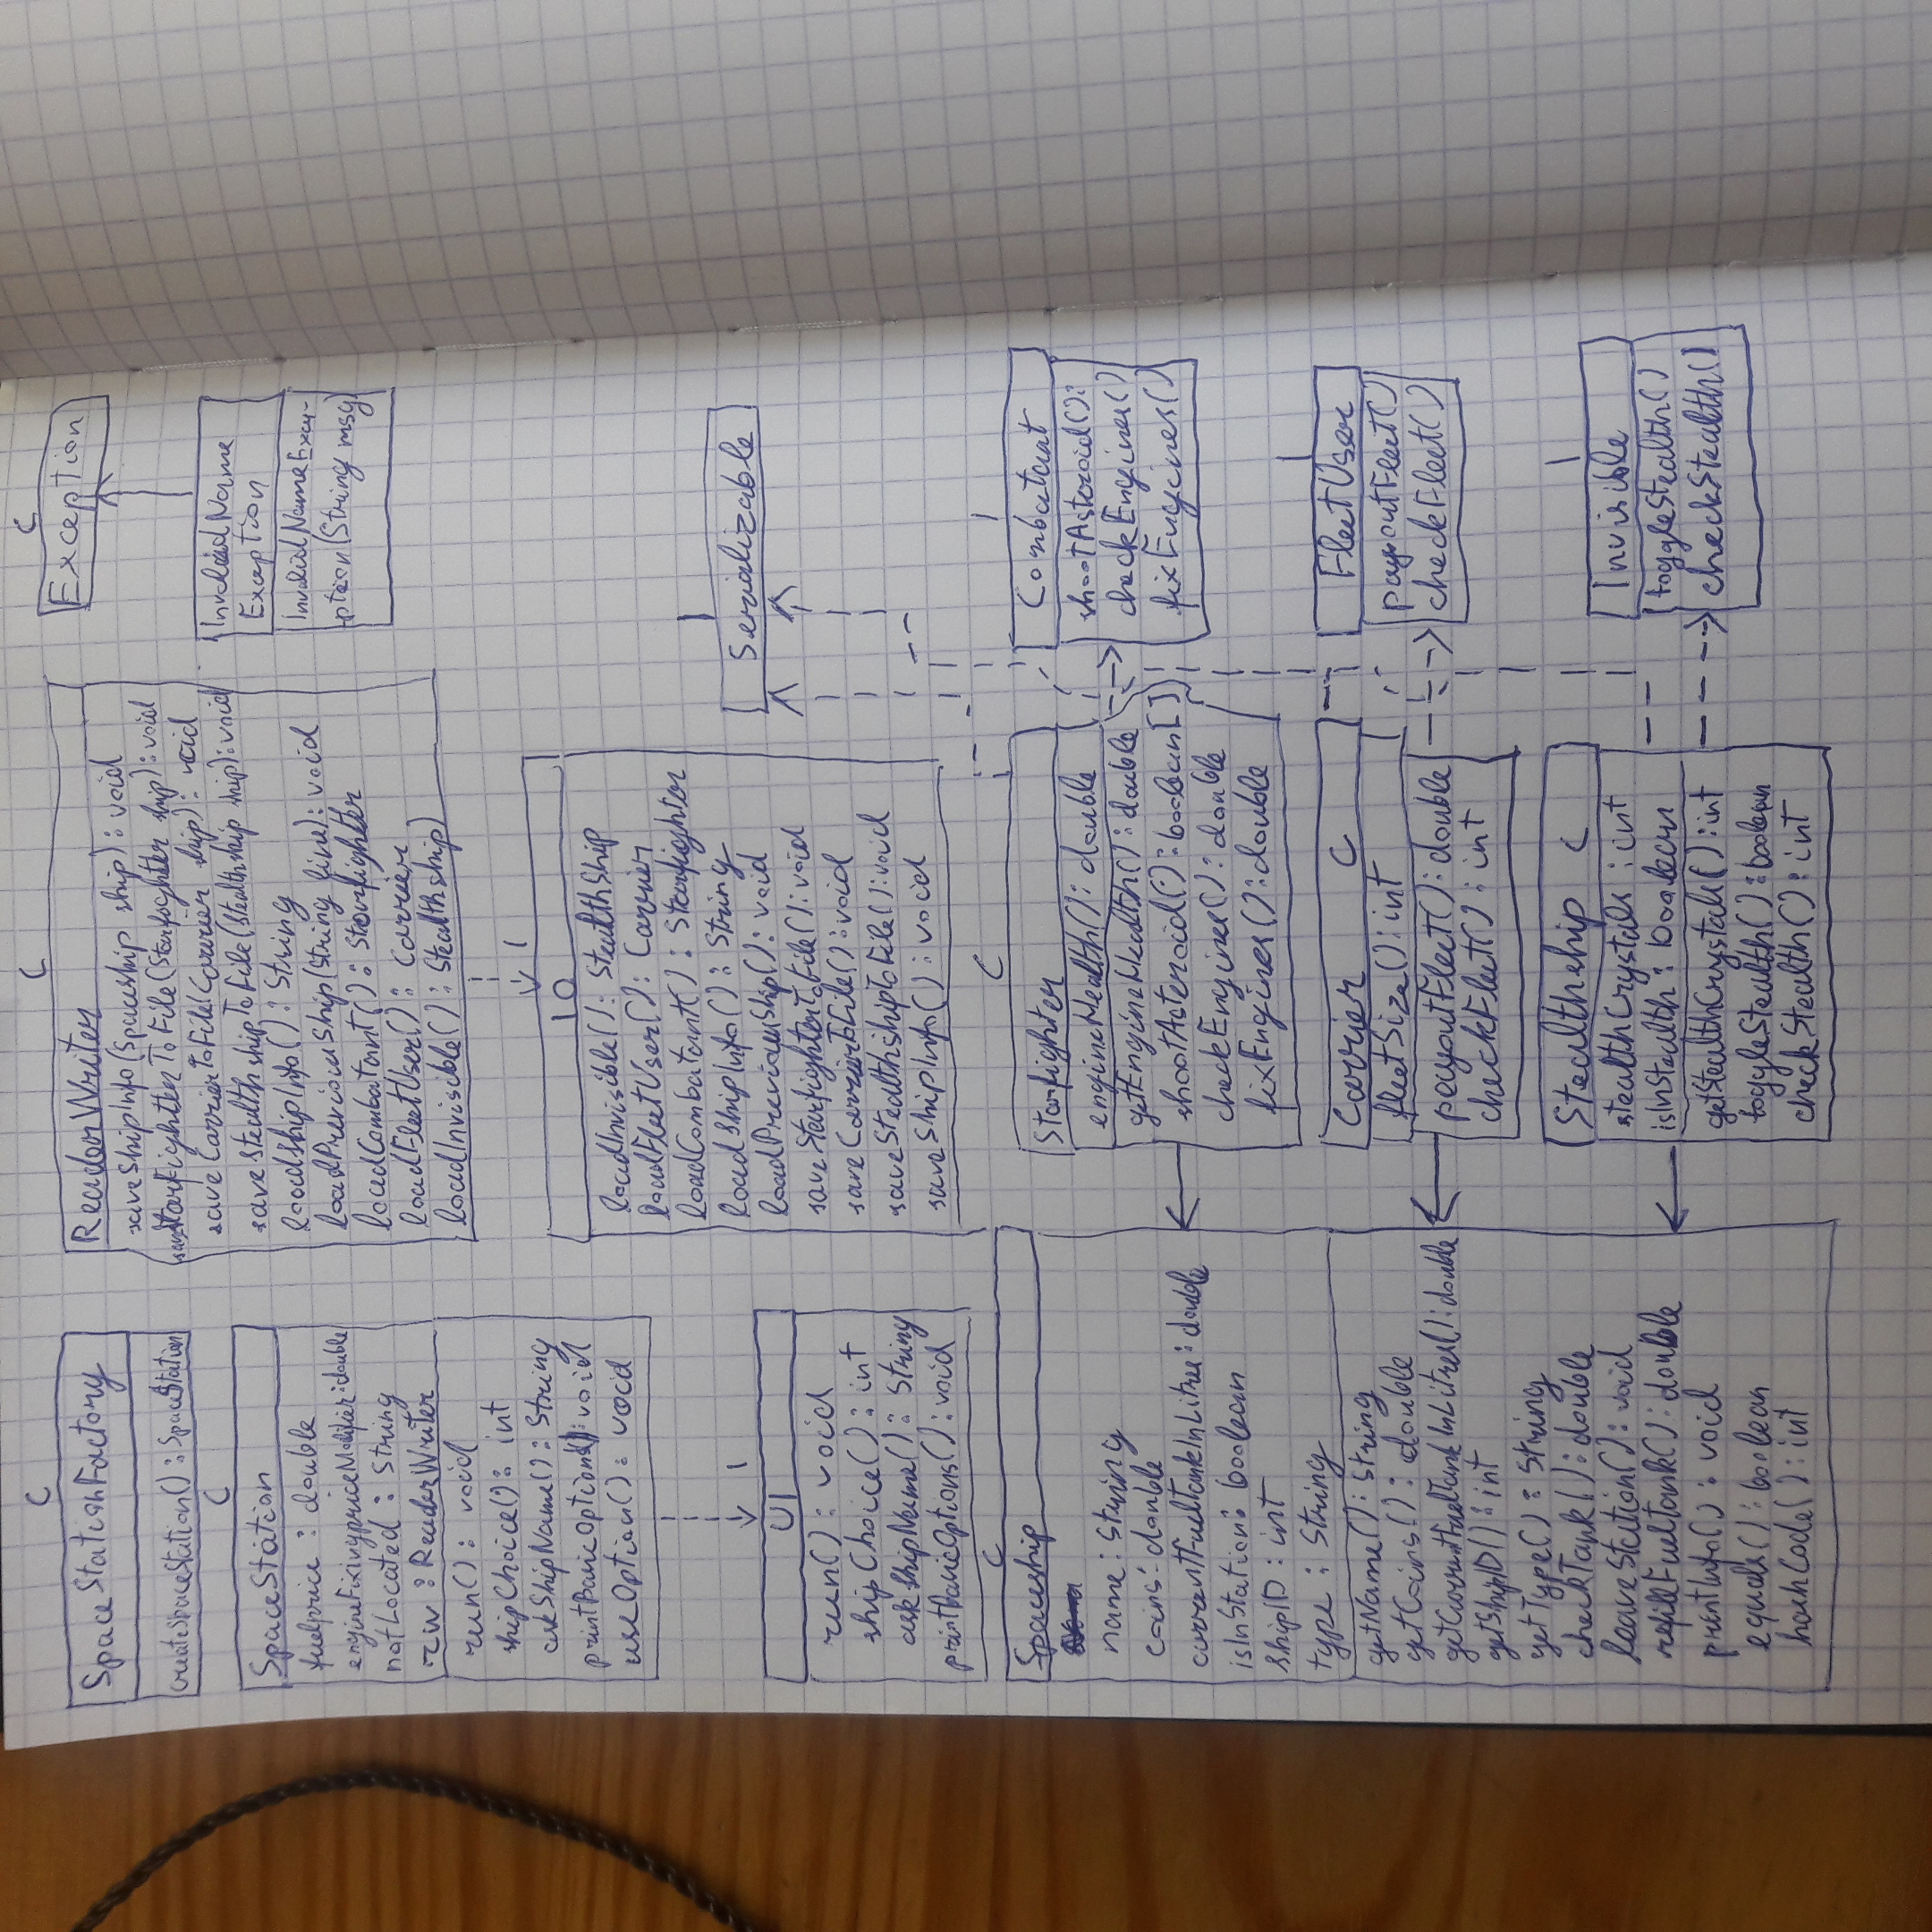 C
SpaceStationFactory
createSpaceStation() : SpaceStation
C
SpaceStation
fuelprice : double
engineFixingpriceModifier : double
notLocated : String
rw : ReaderWriter
run() : void
shipChoice() : int
askShipName() : String
printBasicOptions() : void
useOption() : void
I
UI
run() : void
shipChoice() : int
askShipName() : String
printBasicOptions() : void
C
Spaceship
name : String
coins : double
currentFuelTankInLitres : double
isInStation : boolean
shipID : int
type : String
getName() : String
getCoins() : double
getCurrentFuelTankInLitres() : double
getShipID() : int
getType() : String
checkTank() : double
leaveStation() : void
refillFuelTank() : double
printInfo() : void
equals() : boolean
hashCode() : int
C
ReaderWriter
saveShipInfo(Spaceship ship) : void
saveStarfighterToFile(Starfighter ship) : void
saveCarrierToFile(Carrier ship) : void
saveStealthshipToFile(Stealthship ship) : void
loadShipInfo() : String
loadPreviousShip(String line) : void
loadCombatant() : Starfighter
loadFleetUser() : Carrier
loadInvisible() : Stealthship)
I
IO
loadInvisible() : StealthShip
loadFleetUser() : Carrier
loadCombatant() : Starfighter
loadShipInfo() : String
loadPreviousShip() : void
saveStarfighterToFile() : void
saveCarrierToFile() : void
saveStealthshipToFile() : void
saveShipInfo() : void
C
Starfighter
engineHealth() : double
getEngineHealth() : double
shootAsteroid() : boolean[]
checkEngines() : double
fixEngines() : double
Carrier C
fleetSize() : int
payoutFleet() : double
checkFleet() : int
Stealthship C
stealthCrystals : int
isInStealth : boolean
getStealthCrystals() : int
toggleStealth() : boolean
checkStealth() : int
C
Exception
InvalidName
Exception
InvalidNameExce-
ption(String msg)
I
Serializable
I
Combatant
shootAsteroid() :
checkEngines()
fixEngines()
I
FleetUser
payoutFleet()
checkFleet()
I
Invisible
toggleStealth()
checkStealth()